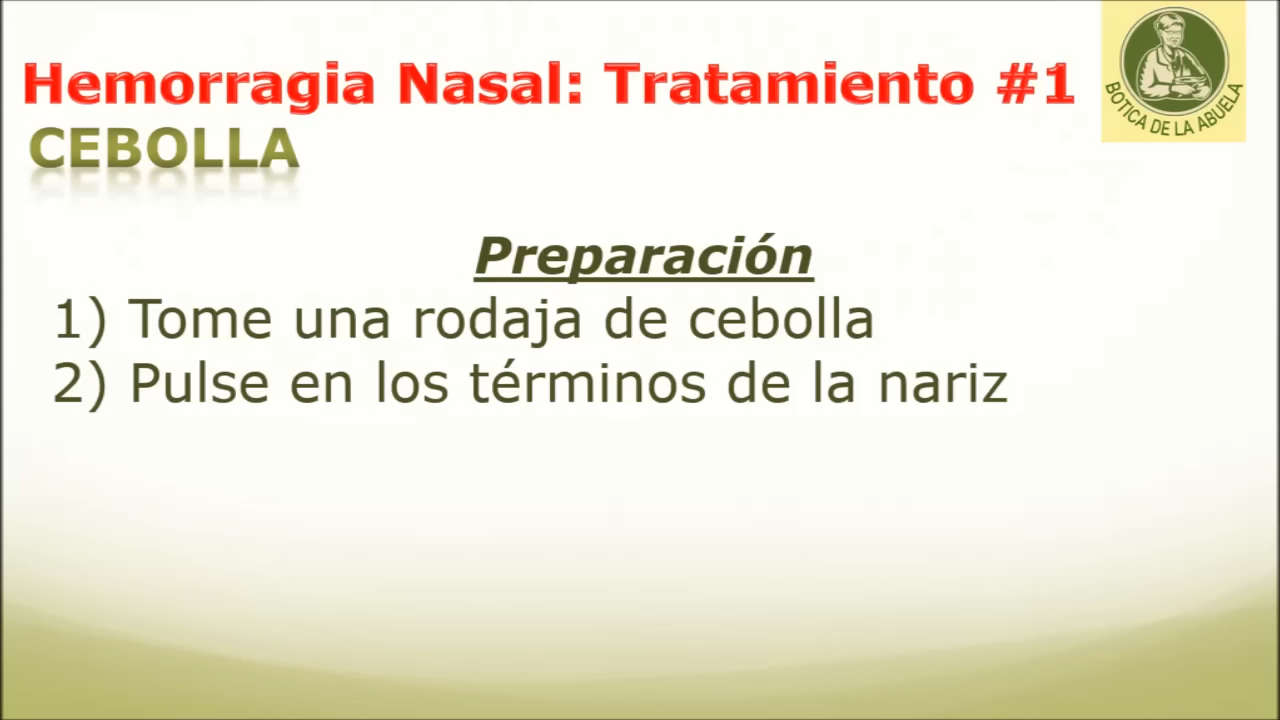 Hemorragia Nasal: Tratamiento #1
CEBOLLA
BOTICA DE LA ABUELA
Preparación
1) Tome una rodaja de cebolla
2) Pulse en los términos de la nariz